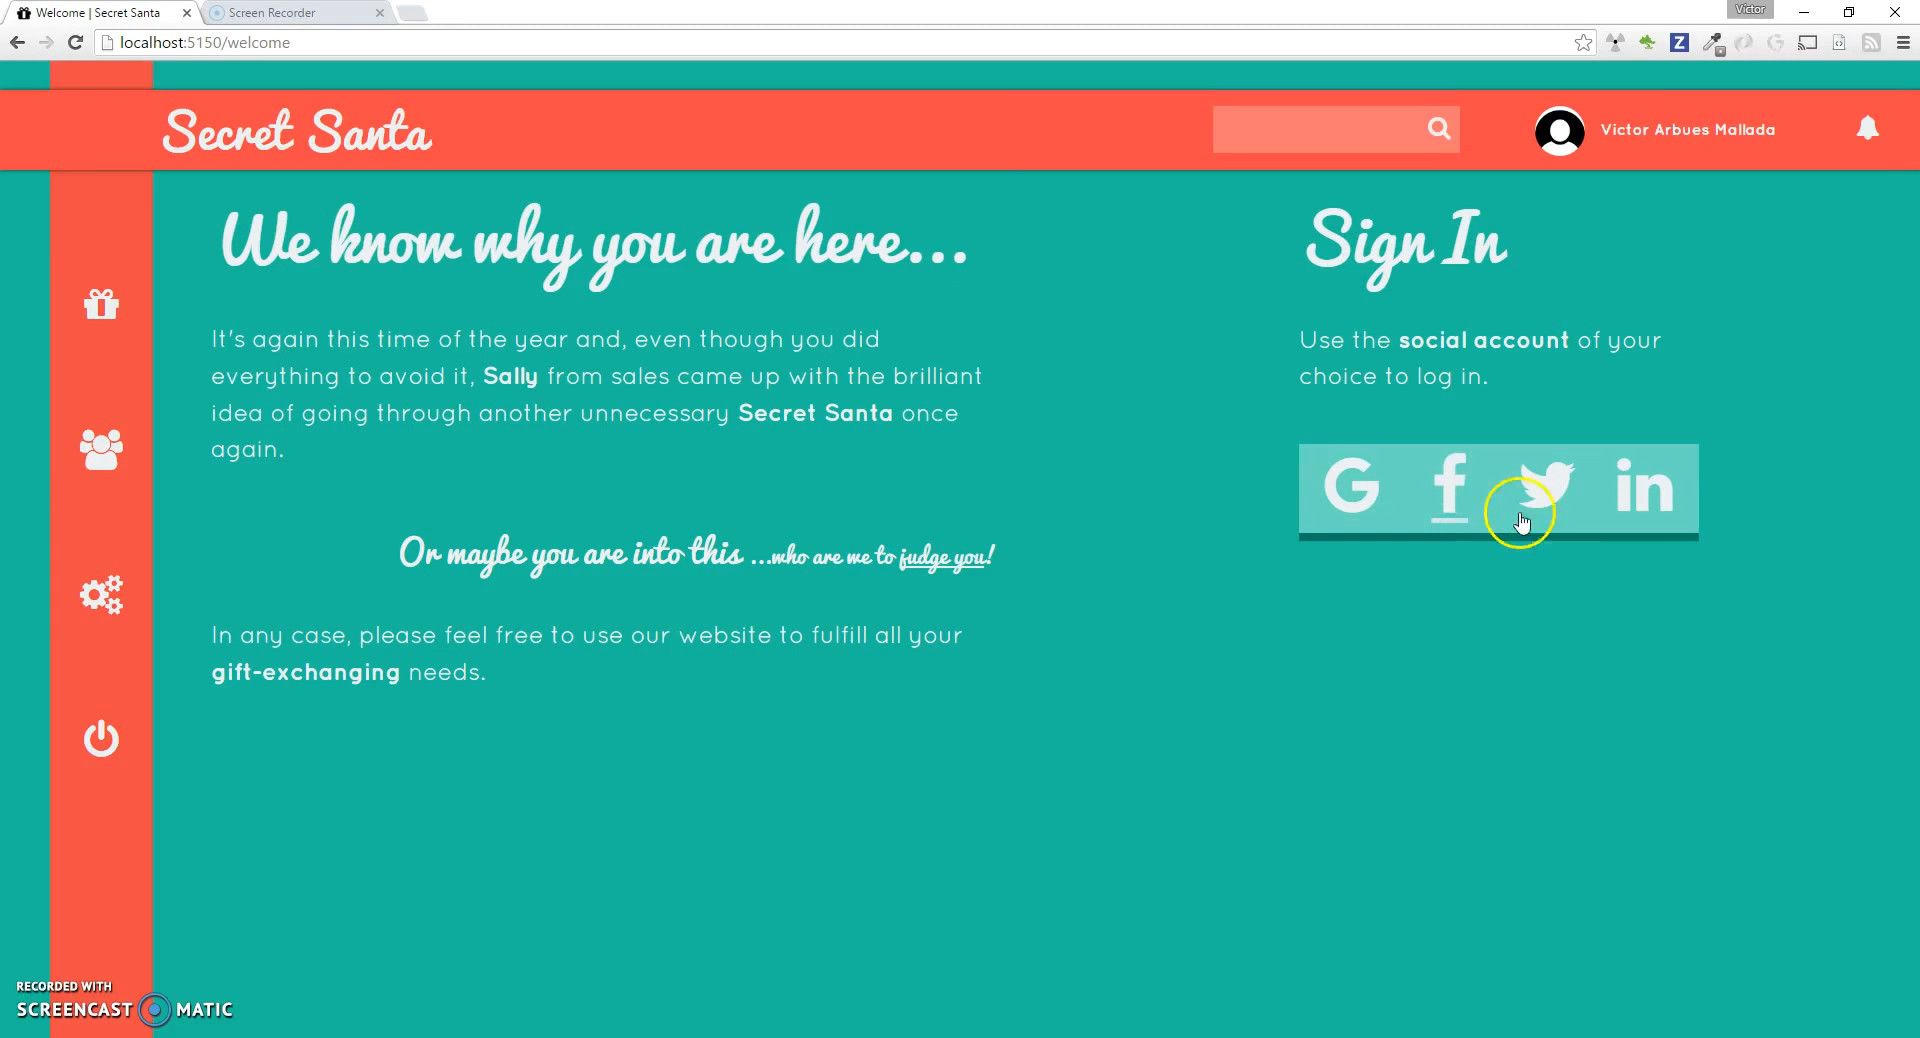 Welcome | Secret Santa
Screen Recorder
Victor
localhost:5150/welcome
Z
Secret Santa
Victor Arbues Mallada
We know why you are here...
It's again this time of the year and, even though you did
everything to avoid it, Sally from sales came up with the brilliant
idea of going through another unnecessary Secret Santa once
again.
Or maybe you are into this ...who are we to judge you!
In any case, please feel free to use our website to fulfill all your
gift-exchanging needs.
Sign In
Use the social account of your
choice to log in.
G f in
RECORDED WITH
SCREENCAST MATIC